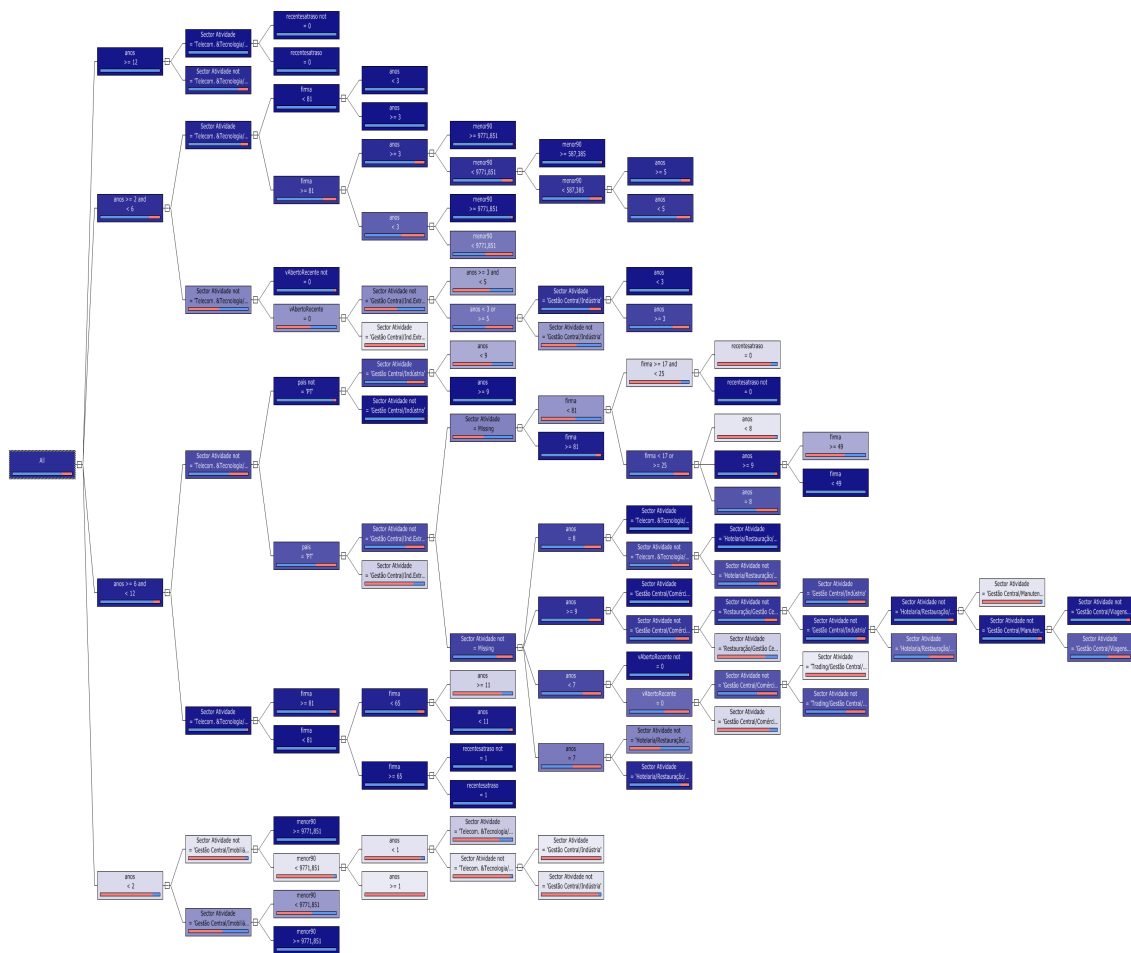 All
anos
>= 12
Sector Atividade
= 'Telecom. &Tecnologia/...
recentesatraso not
= 0
recentesatraso
= 0
Sector Atividade not
= 'Telecom. &Tecnologia/...
anos >= 2 and
< 6
Sector Atividade
= 'Telecom. &Tecnologia/...
firma
< 81
anos
< 3
anos
>= 3
firma
>= 81
anos
>= 3
menor90
>= 9771,851
menor90
< 9771,851
menor90
>= 587,385
menor90
< 587,385
anos
>= 5
anos
< 5
anos
< 3
menor90
>= 9771,851
menor90
< 9771,851
Sector Atividade not
= 'Telecom. &Tecnologia/...
vAbertoRecente not
= 0
vAbertoRecente
= 0
Sector Atividade not
= 'Gestão Central/Ind.Extr...
anos >= 3 and
< 5
anos < 3 or
>= 5
Sector Atividade
= 'Gestão Central/Indústria'
anos
< 3
anos
>= 3
Sector Atividade not
= 'Gestão Central/Indústria'
Sector Atividade
= 'Gestão Central/Ind.Extr...
anos >= 6 and
< 12
Sector Atividade not
= 'Telecom. &Tecnologia/...
pais not
= 'PT'
Sector Atividade not
= 'Gestão Central/Indústria'
anos
< 9
anos
>= 9
Sector Atividade
= 'Gestão Central/Indústria'
pais
= 'PT'
Sector Atividade not
= 'Gestão Central/Ind.Extr...
Sector Atividade
= Missing
firma
< 81
firma >= 17 and
< 25
recentesatraso
= 0
recentesatraso not
= 0
firma < 17 or
>= 25
anos
< 8
anos
>= 9
firma
>= 49
firma
< 49
anos
= 8
firma
>= 81
Sector Atividade not
= Missing
anos
= 8
Sector Atividade
= 'Telecom. &Tecnologia/...
Sector Atividade not
= 'Telecom. &Tecnologia/...
Sector Atividade
= 'Hotelaria/Restauração/...
Sector Atividade not
= 'Hotelaria/Restauração/...
anos
>= 9
Sector Atividade
= 'Gestão Central/Comérci...
Sector Atividade not
= 'Gestão Central/Comérci...
Sector Atividade not
= 'Restauração/Gestão Ce...
Sector Atividade
= 'Gestão Central/Indústria'
Sector Atividade not
= 'Gestão Central/Indústria'
Sector Atividade not
= 'Hotelaria/Restauração/...
Sector Atividade
= 'Gestão Central/Manuten...
Sector Atividade not
= 'Gestão Central/Manuten...
Sector Atividade not
= 'Gestão Central/Viagens...
Sector Atividade
= 'Gestão Central/Viagens...
Sector Atividade
= 'Hotelaria/Restauração/...
Sector Atividade
= 'Restauração/Gestão Ce...
anos
< 7
vAbertoRecente not
= 0
vAbertoRecente
= 0
Sector Atividade not
= 'Gestão Central/Comérci...
Sector Atividade
= 'Trading/Gestão Central/...
Sector Atividade not
= 'Trading/Gestão Central/...
Sector Atividade
= 'Gestão Central/Comérci...
anos
= 7
Sector Atividade not
= 'Hotelaria/Restauração/...
Sector Atividade
= 'Hotelaria/Restauração/...
Sector Atividade
= 'Gestão Central/Ind.Extr...
Sector Atividade
= 'Telecom. &Tecnologia/...
firma
>= 81
firma
< 81
firma
< 65
anos
>= 11
anos
< 11
firma
>= 65
recentesatraso not
= 1
recentesatraso
= 1
anos
< 2
Sector Atividade not
= 'Gestão Central/Imobiliá...
menor90
>= 9771,851
menor90
< 9771,851
anos
< 1
Sector Atividade
= 'Telecom. &Tecnologia/...
Sector Atividade not
= 'Telecom. &Tecnologia/...
Sector Atividade
= 'Gestão Central/Indústria'
Sector Atividade not
= 'Gestão Central/Indústria'
anos
>= 1
Sector Atividade
= 'Gestão Central/Imobiliá...
menor90
< 9771,851
menor90
>= 9771,851